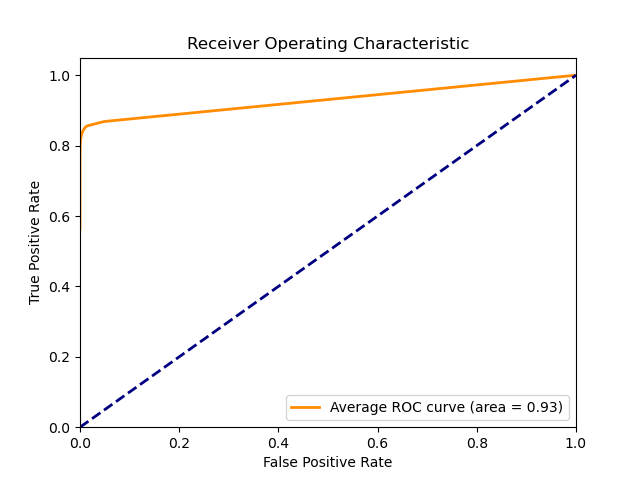 Receiver Operating Characteristic
True Positive Rate
1.0
0.8
0.6
0.4
0.2
0.0
0.0 0.2 0.4 0.6 0.8 1.0
False Positive Rate
Average ROC curve (area = 0.93)